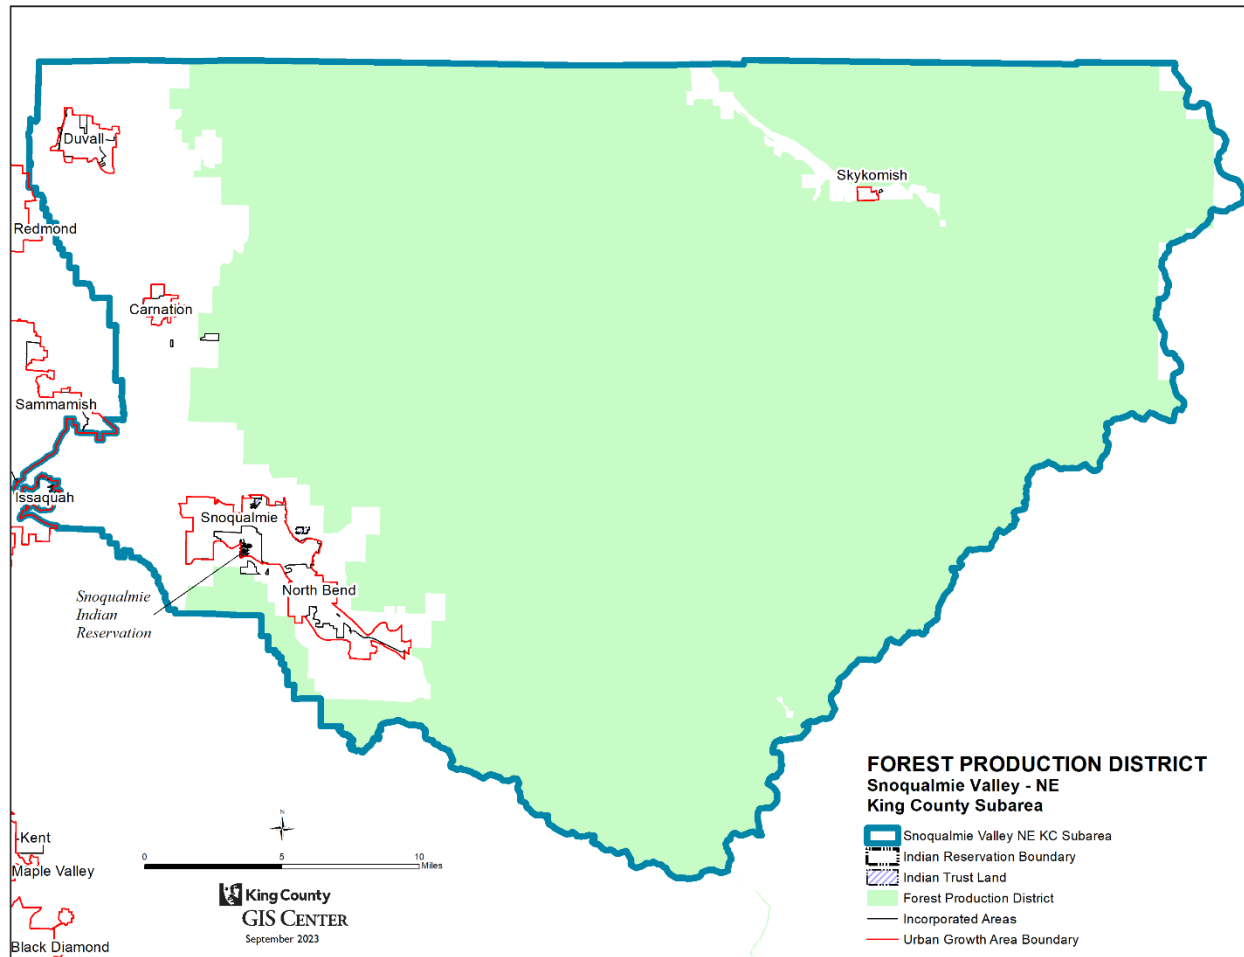 Duvall
Skykomish
Redmond
Carnation
Sammamish
Issaquah
Snoqualmie
North Bend
Snoqualmie
Indian
Reservation
FOREST PRODUCTION DISTRICT
Snoqualmie Valley - NE
King County Subarea
Snoqualmie Valley NE KC Subarea
Indian Reservation Boundary
Indian Trust Land
Forest Production District
Incorporated Areas
Urban Growth Area Boundary
Kent
Maple Valley
Black Diamond
N
0 5 10
Miles
King County
GIS CENTER
September 2023